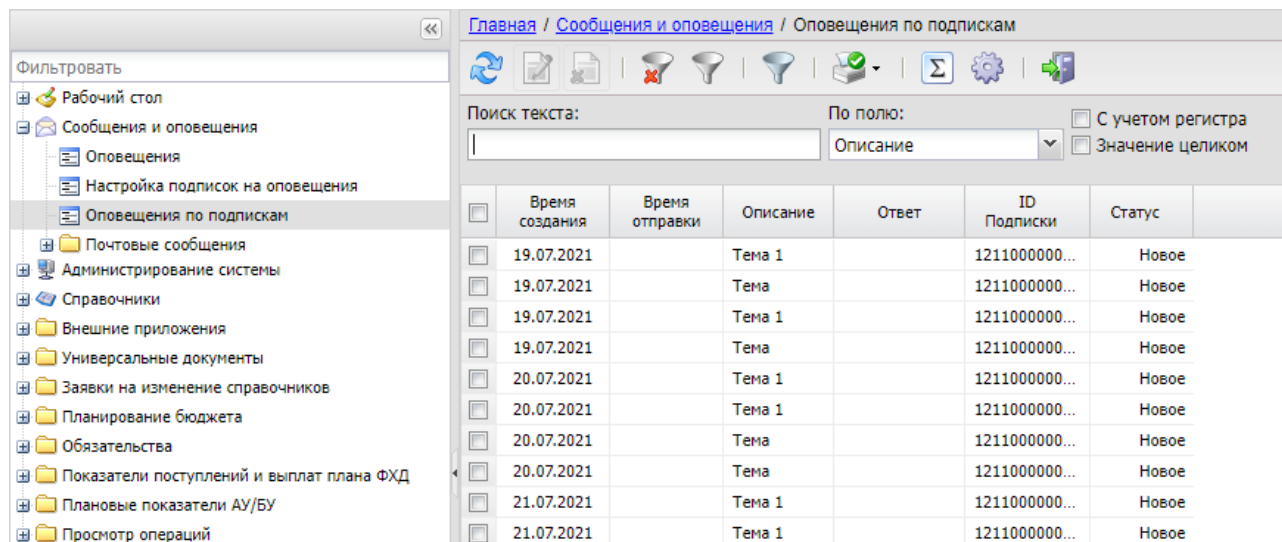 Фильтровать
Рабочий стол
Сообщения и оповещения
Оповещения
Настройка подписок на оповещения
Оповещения по подпискам
Почтовые сообщения
Администрирование системы
Справочники
Внешние приложения
Универсальные документы
Заявки на изменение справочников
Планирование бюджета
Обязательства
Показатели поступлений и выплат плана ФХД
Плановые показатели АУ/БУ
Просмотр операций
Главная / Сообщения и оповещения / Оповещения по подпискам
Поиск текста: По полю:
Описание
С учетом регистра
Значение целиком
Время создания Время отправки Описание Ответ ID Подписки Статус
19.07.2021 Тема 1 1211000000... Новое
19.07.2021 Тема 1211000000... Новое
19.07.2021 Тема 1 1211000000... Новое
19.07.2021 Тема 1211000000... Новое
20.07.2021 Тема 1 1211000000... Новое
20.07.2021 Тема 1 1211000000... Новое
20.07.2021 Тема 1211000000... Новое
20.07.2021 Тема 1211000000... Новое
21.07.2021 Тема 1 1211000000... Новое
21.07.2021 Тема 1 1211000000... Новое